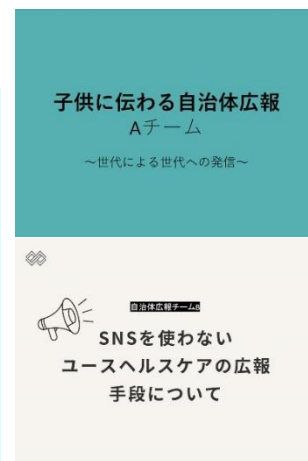 子供に伝わる自治体広報
Aチーム
～世代による世代への発信～
自治体広報チームB
SNSを使わない
ユースヘルスケアの広報
手段について